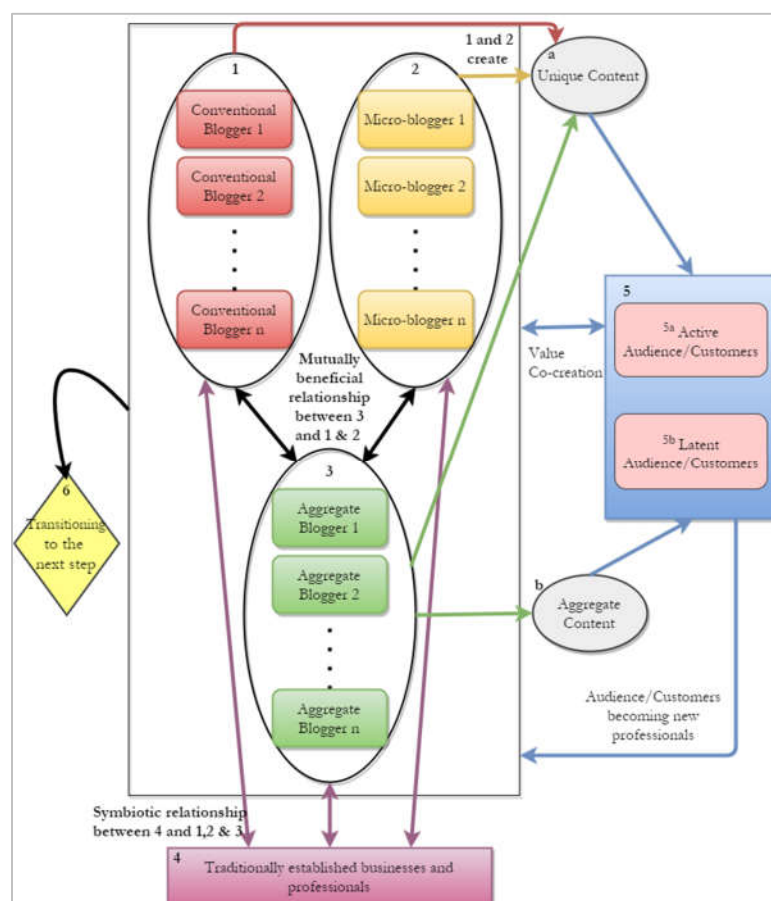 1 and 2
create
a
Unique Content
1
Conventional
Blogger 1
Conventional
Blogger 2
Conventional
Blogger n
2
Micro-blogger 1
Micro-blogger 2
Micro-blogger n
5
5a Active
Audience/Customers
5b Latent
Audience/Customers
Value
Co-creation
Mutually
beneficial
relationship
between 3
and 1 & 2
3
Aggregate
Blogger 1
Aggregate
Blogger 2
Aggregate
Blogger n
6
Transitioning
to the
next step
b
Aggregate
Content
Audience/Customers
becoming new
professionals
Symbiotic relationship
between 4 and 1,2 & 3
4
Traditionally established businesses and
professionals